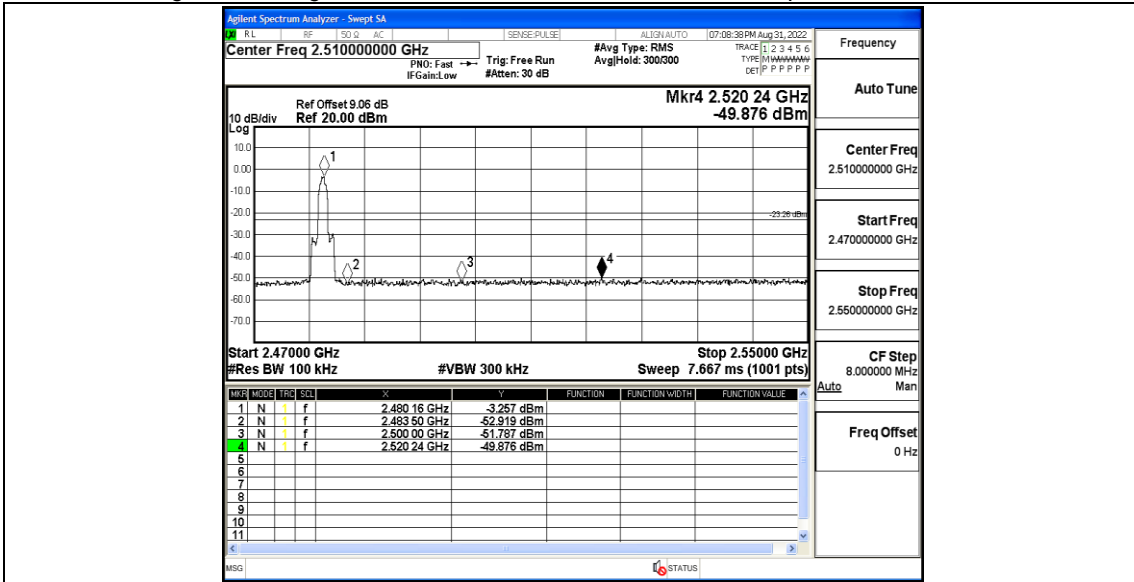 Agilent Spectrum Analyzer - Swept SA
LXI RL RF 50 Ω AC SENSE:PULSE ALIGNAUTO 07:08:38 PM Aug 31, 2022
Center Freq 2.510000000 GHz
PNO: Fast
IFGain:Low
Trig: Free Run
#Atten: 30 dB
#Avg Type: RMS
Avg|Hold: 300/300
TRACE 1 2 3 4 5 6
TYPE M WWWWW
DET P P P P P P
Mkr4 2.520 24 GHz
-49.876 dBm
Ref Offset 9.06 dB
10 dB/div Ref 20.00 dBm
Log
10.0
0.00
-10.0
-20.0
-30.0
-40.0
-50.0
-60.0
-70.0
1
2
3
4
-23.26 dBm
Start 2.47000 GHz Stop 2.55000 GHz
#Res BW 100 kHz #VBW 300 kHz Sweep 7.667 ms (1001 pts)
MKR MODE TRC SCL X Y FUNCTION FUNCTION WIDTH FUNCTION VALUE
1 N 1 f 2.480 16 GHz -3.257 dBm
2 N 1 f 2.483 50 GHz -52.919 dBm
3 N 1 f 2.500 00 GHz -51.787 dBm
4 N 1 f 2.520 24 GHz -49.876 dBm
5
6
7
8
9
10
11
MSG STATUS
Frequency
Auto Tune
Center Freq
2.510000000 GHz
Start Freq
2.470000000 GHz
Stop Freq
2.550000000 GHz
CF Step
8.000000 MHz
Auto Man
Freq Offset
0 Hz